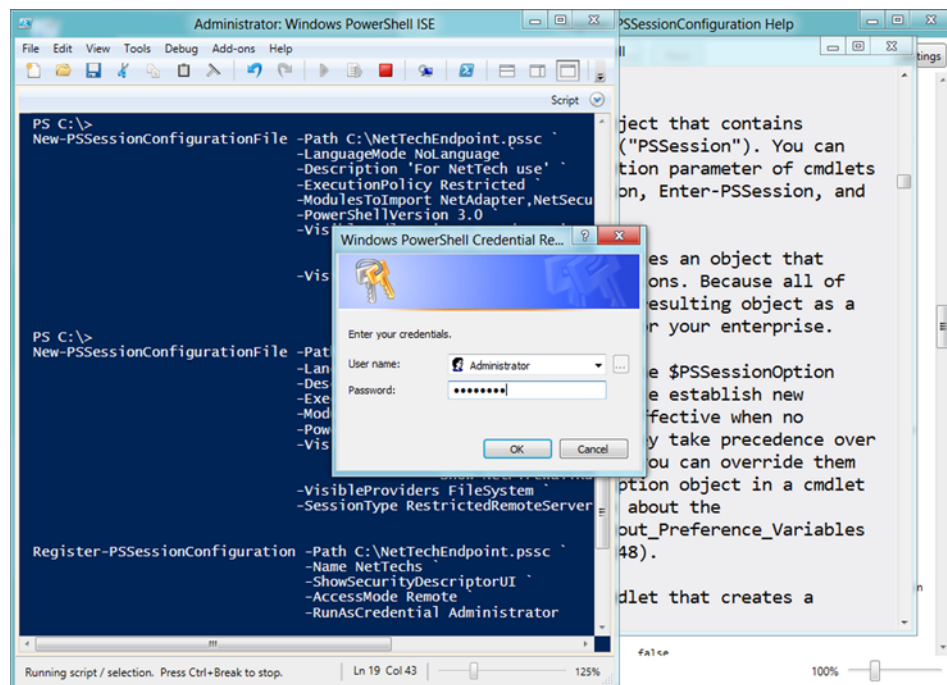 Administrator: Windows PowerShell ISE
File Edit View Tools Debug Add-ons Help
Script
PS C:\>
New-PSSessionConfigurationFile -Path C:\NetTechEndpoint.pssc `
-LanguageMode NoLanguage `
-Description 'For NetTech use' `
-ExecutionPolicy Restricted `
-ModulesToImport NetAdapter,NetSecu
-PowerShellVersion 3.0 `
-Vis
-Vis
PS C:\>
New-PSSessionConfigurationFile -Pat
-Lan
-Des
-Exe
-Mod
-Pow
-Vis
-VisibleProviders FileSystem `
-SessionType RestrictedRemoteServer
Register-PSSessionConfiguration -Path C:\NetTechEndpoint.pssc `
-Name NetTechs `
-ShowSecurityDescriptorUI `
-AccessMode Remote `
-RunAsCredential Administrator
Running script / selection. Press Ctrl+Break to stop.
Ln 19 Col 43
125%
Windows PowerShell Credential Re...
Enter your credentials.
User name: Administrator
Password: ••••••••
OK Cancel
PSSessionConfiguration Help
ll
tings
ject that contains
("PSSession"). You can
tion parameter of cmdlets
on, Enter-PSSession, and
es an object that
ons. Because all of
esulting object as a
r your enterprise.
e $PSSessionOption
e establish new
fective when no
y take precedence over
ou can override them
ption object in a cmdlet
about the
out_Preference_Variables
48).
dlet that creates a
n
false
100%